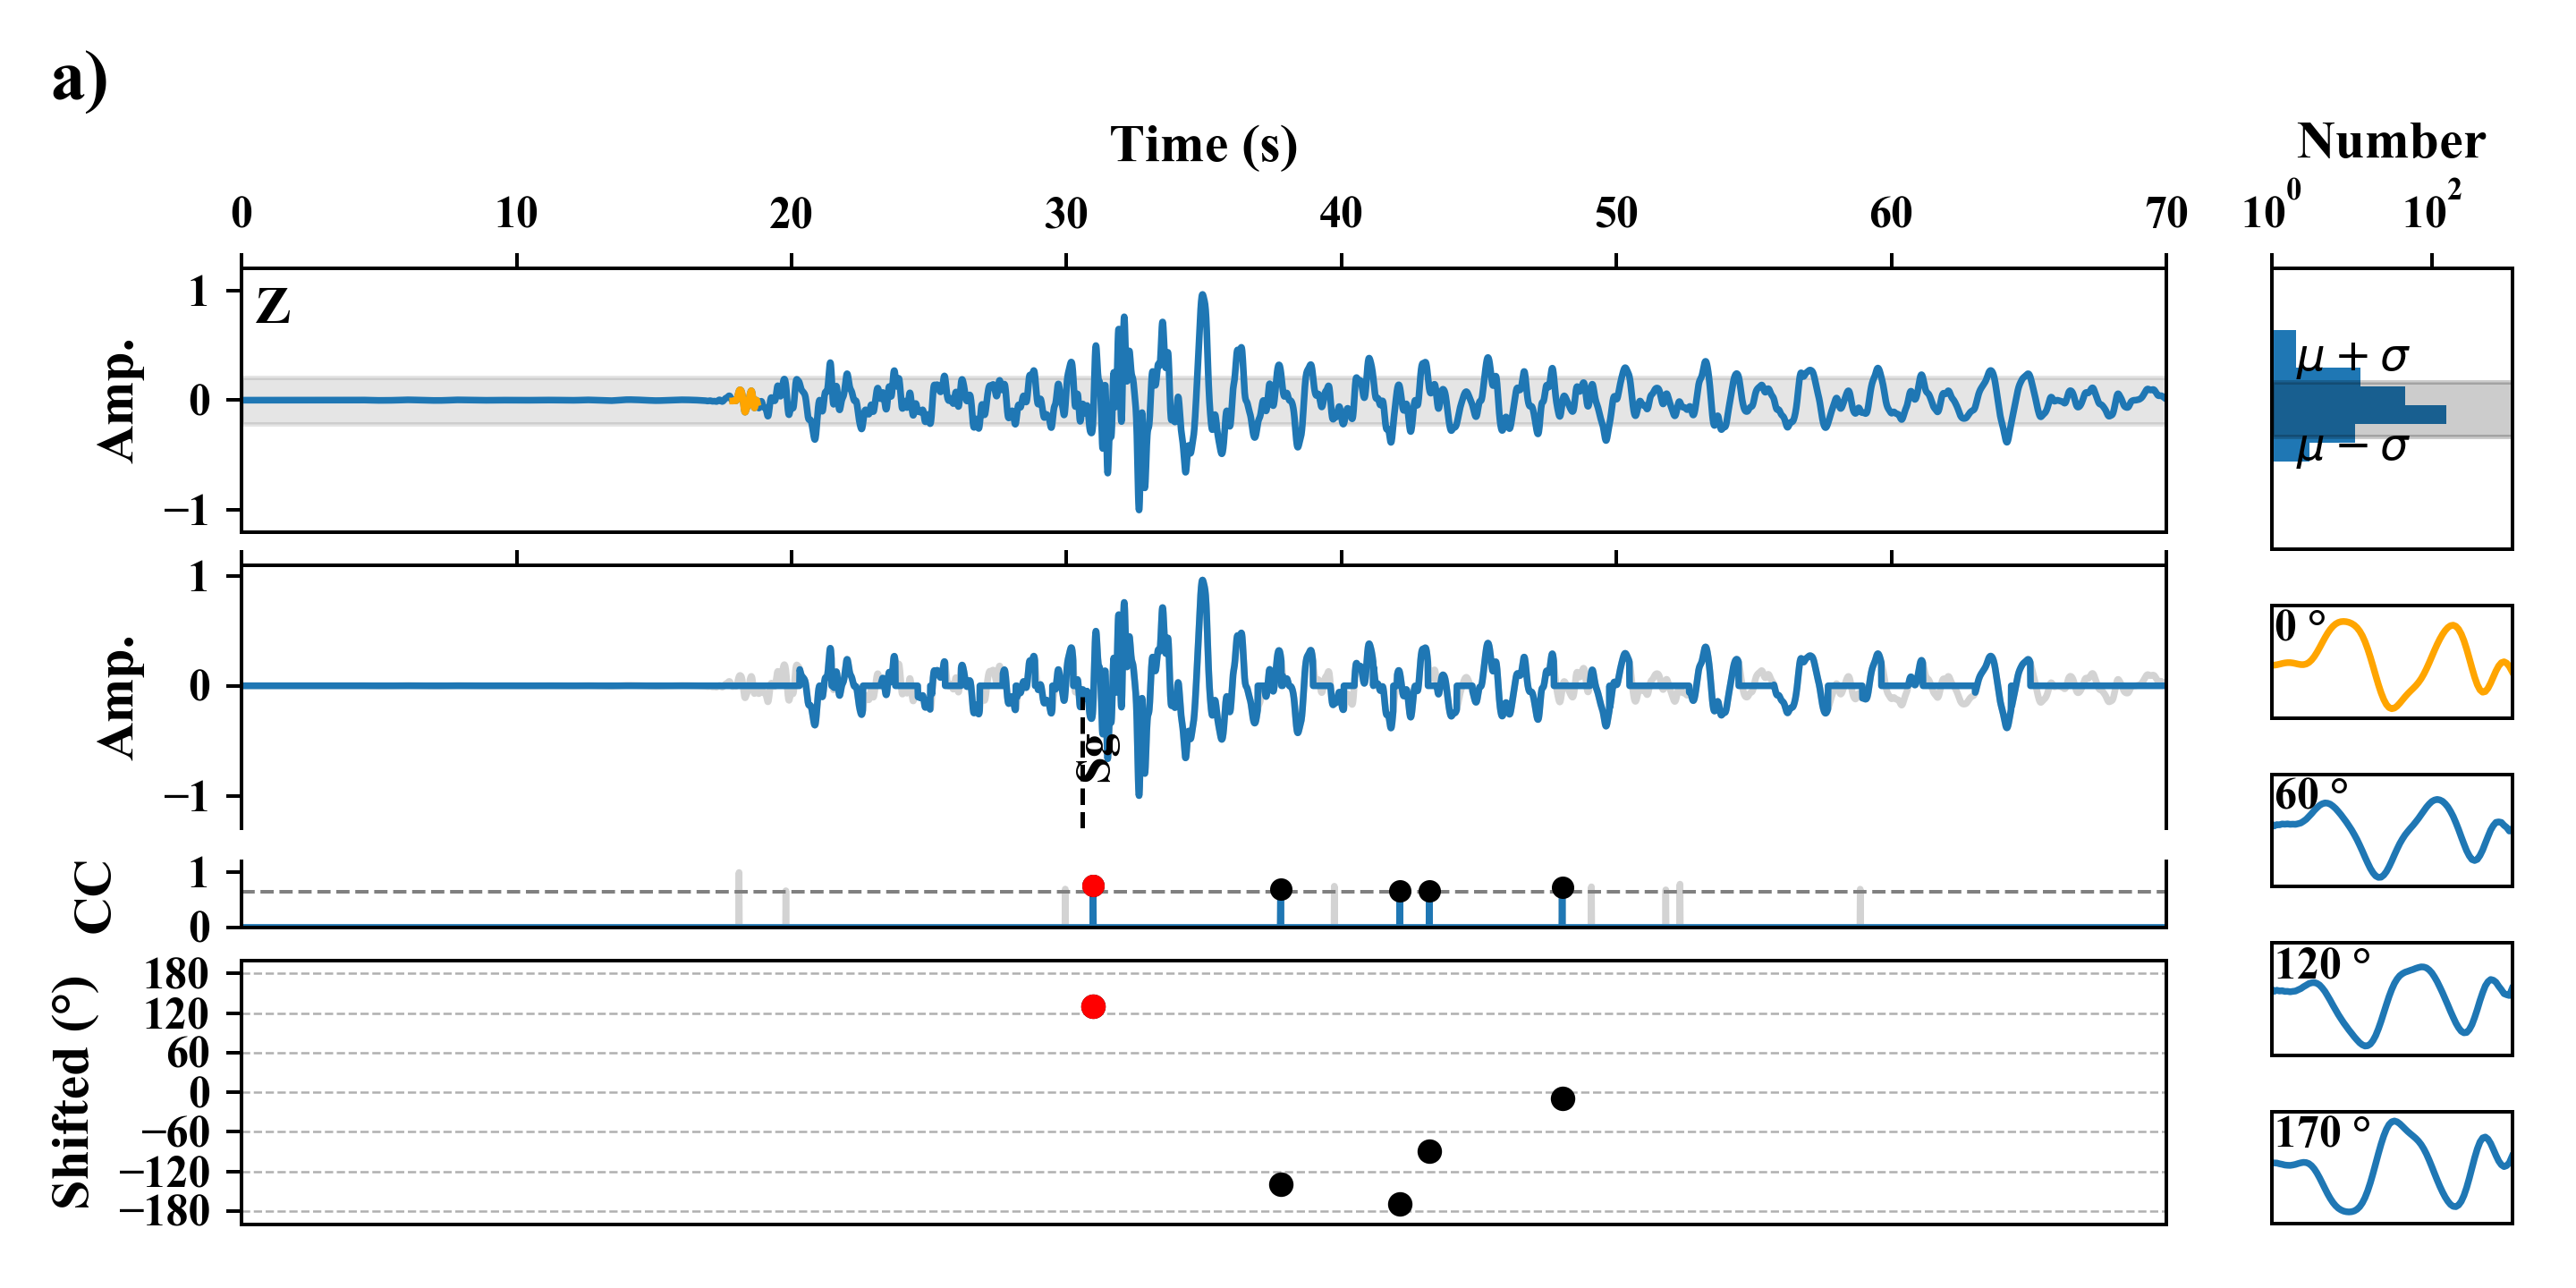 a)
Time (s)
Number
0 10 20 30 40 50 60 70
10^0 10^2
Z
Amp.
1
0
−1
μ + σ
μ − σ
Amp.
1
0
−1
Sg
0 °
60 °
CC
1
0
120 °
Shifted (°)
180
120
60
0
−60
−120
−180
170 °